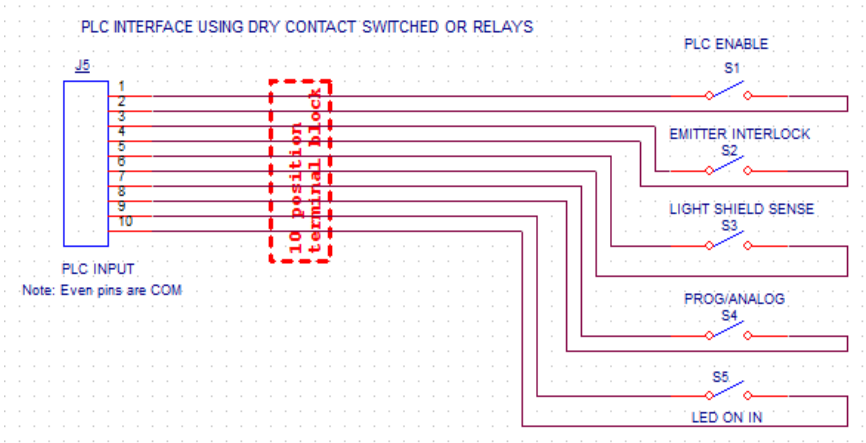 PLC INTERFACE USING DRY CONTACT SWITCHED OR RELAYS
PLC ENABLE
J5
S1
1
2
3
4
5
6
7
8
9
10
10 position
terminal block
EMITTER INTERLOCK
S2
LIGHT SHIELD SENSE
S3
PLC INPUT
Note: Even pins are COM
PROG/ANALOG
S4
S5
LED ON IN